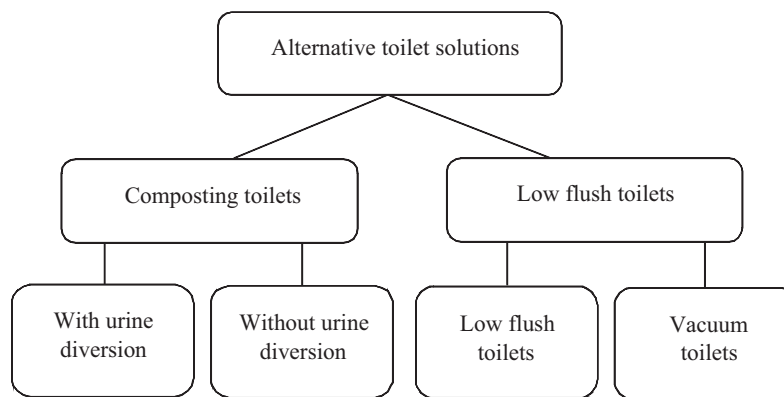 Alternative toilet solutions
Composting toilets
Low flush toilets
With urine
diversion
Without urine
diversion
Low flush
toilets
Vacuum
toilets